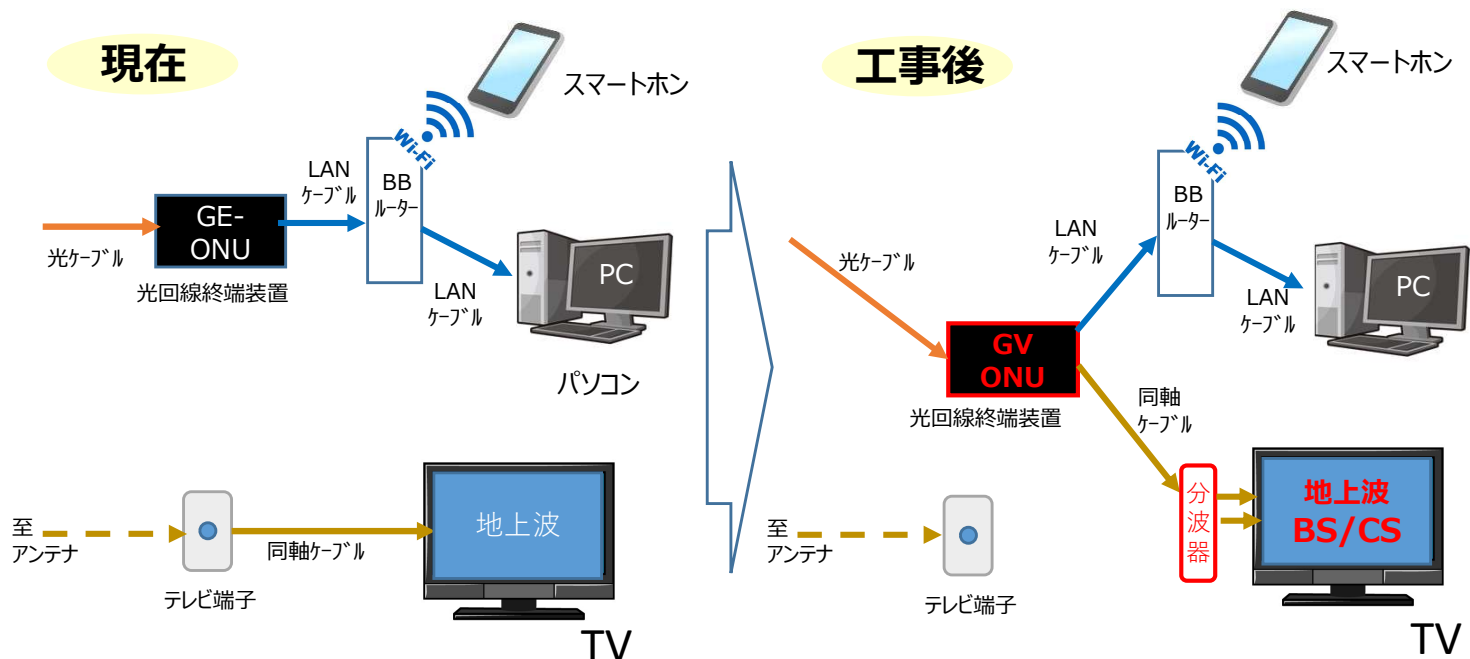 現在
スマートホン
Wi-Fi
LAN
ｹｰﾌﾞﾙ
BB
ﾙｰﾀｰ
GE-
ONU
光ｹｰﾌﾞﾙ
光回線終端装置
LAN
ｹｰﾌﾞﾙ
PC
パソコン
至
アンテナ
テレビ端子
同軸ｹｰﾌﾞﾙ
地上波
TV
工事後
スマートホン
Wi-Fi
BB
ﾙｰﾀｰ
LAN
ｹｰﾌﾞﾙ
光ｹｰﾌﾞﾙ
LAN
ｹｰﾌﾞﾙ
PC
GV
ONU
光回線終端装置
同軸
ｹｰﾌﾞﾙ
分
波
器
地上波
BS/CS
至
アンテナ
テレビ端子
TV